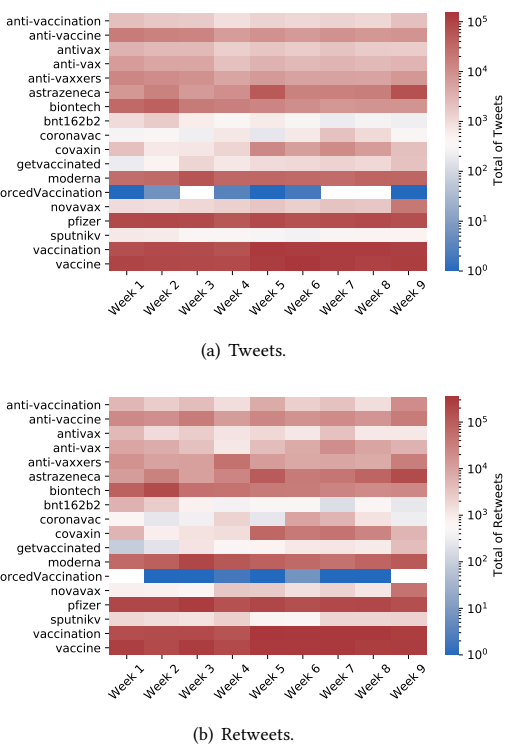 anti-vaccination
anti-vaccine
antivax
anti-vax
anti-vaxxers
astrazeneca
biontech
bnt162b2
coronavac
covaxin
getvaccinated
moderna
orcedVaccination
novavax
pfizer
sputnikv
vaccination
vaccine
Week 1 Week 2 Week 3 Week 4 Week 5 Week 6 Week 7 Week 8 Week 9
10^5
10^4
10^3
10^2
10^1
10^0
Total of Tweets
(a) Tweets.
anti-vaccination
anti-vaccine
antivax
anti-vax
anti-vaxxers
astrazeneca
biontech
bnt162b2
coronavac
covaxin
getvaccinated
moderna
orcedVaccination
novavax
pfizer
sputnikv
vaccination
vaccine
Week 1 Week 2 Week 3 Week 4 Week 5 Week 6 Week 7 Week 8 Week 9
10^5
10^4
10^3
10^2
10^1
10^0
Total of Retweets
(b) Retweets.